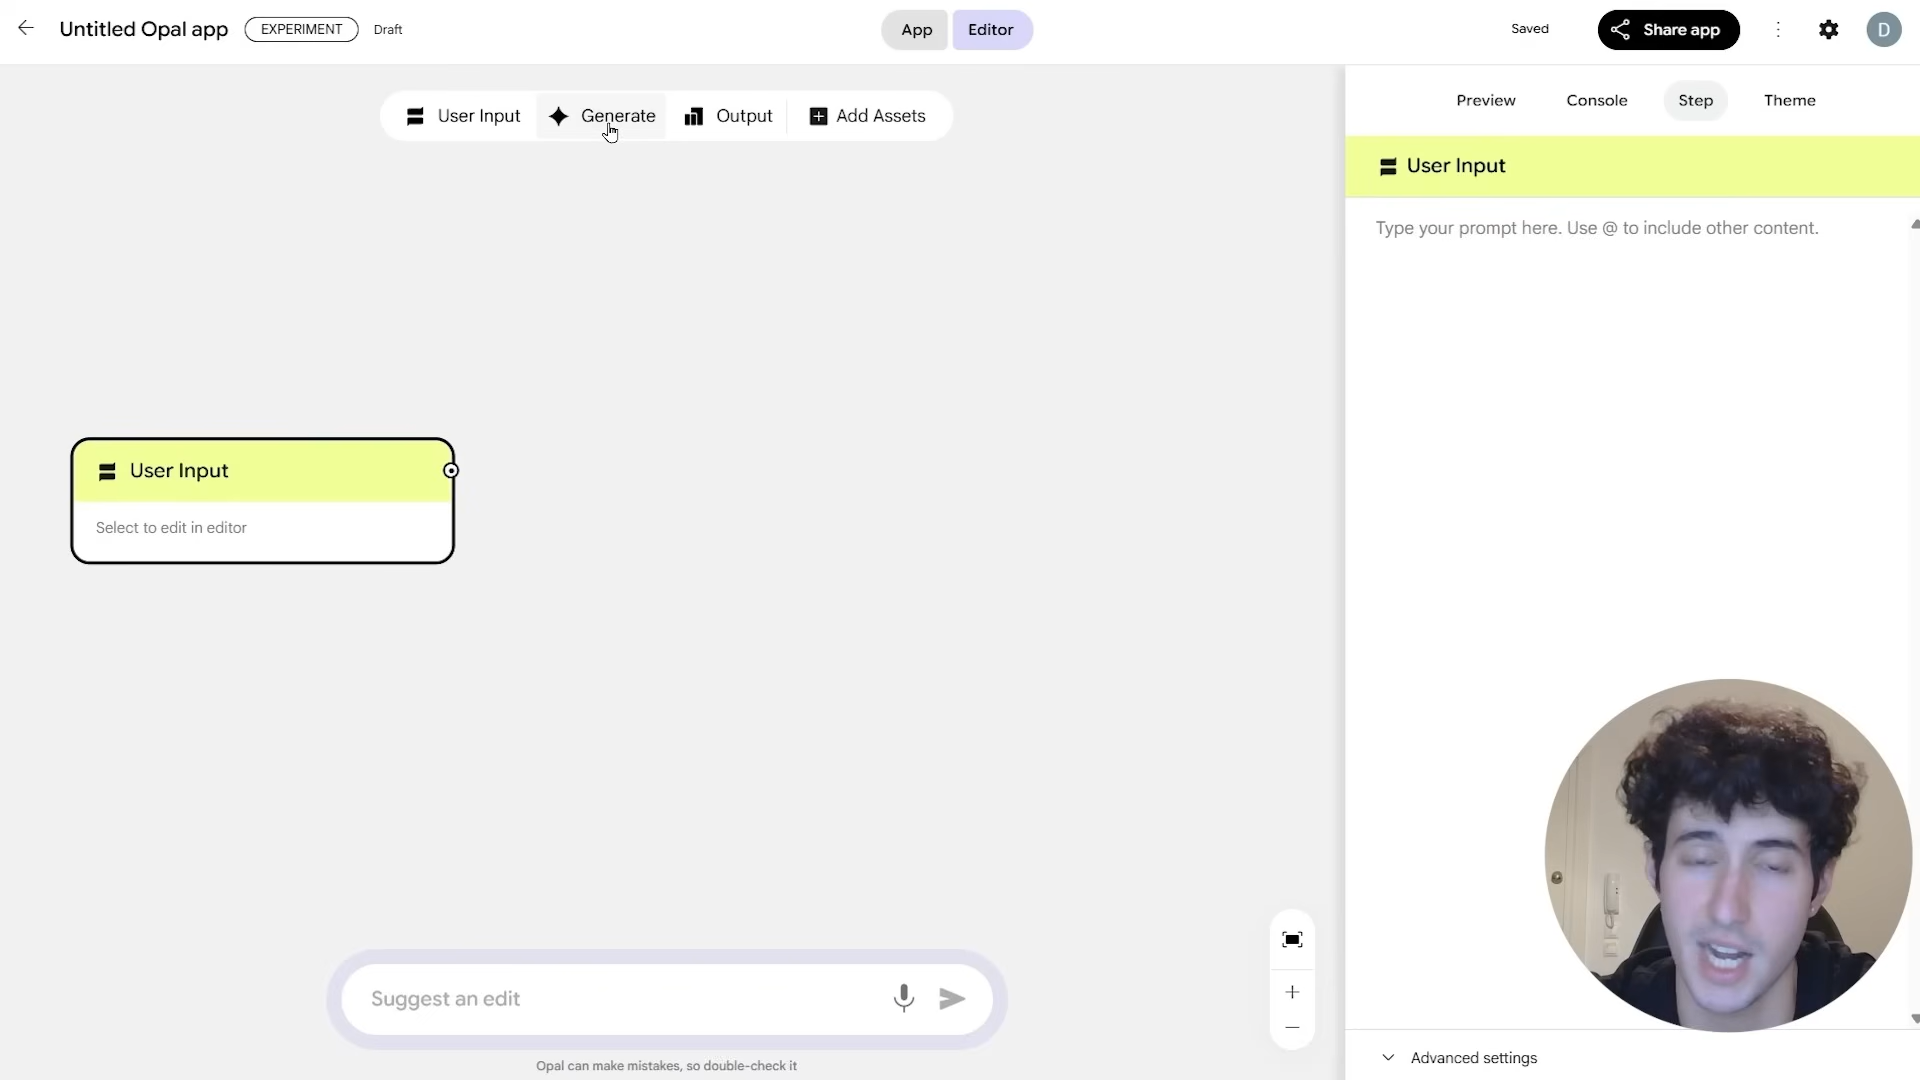 Untitled Opal app
EXPERIMENT
Draft
App
Editor
Saved
Share app
D
User Input
Generate
Output
Add Assets
Preview
Console
Step
Theme
User Input
Type your prompt here. Use @ to include other content.
User Input
Select to edit in editor
Suggest an edit
Opal can make mistakes, so double-check it
Advanced settings